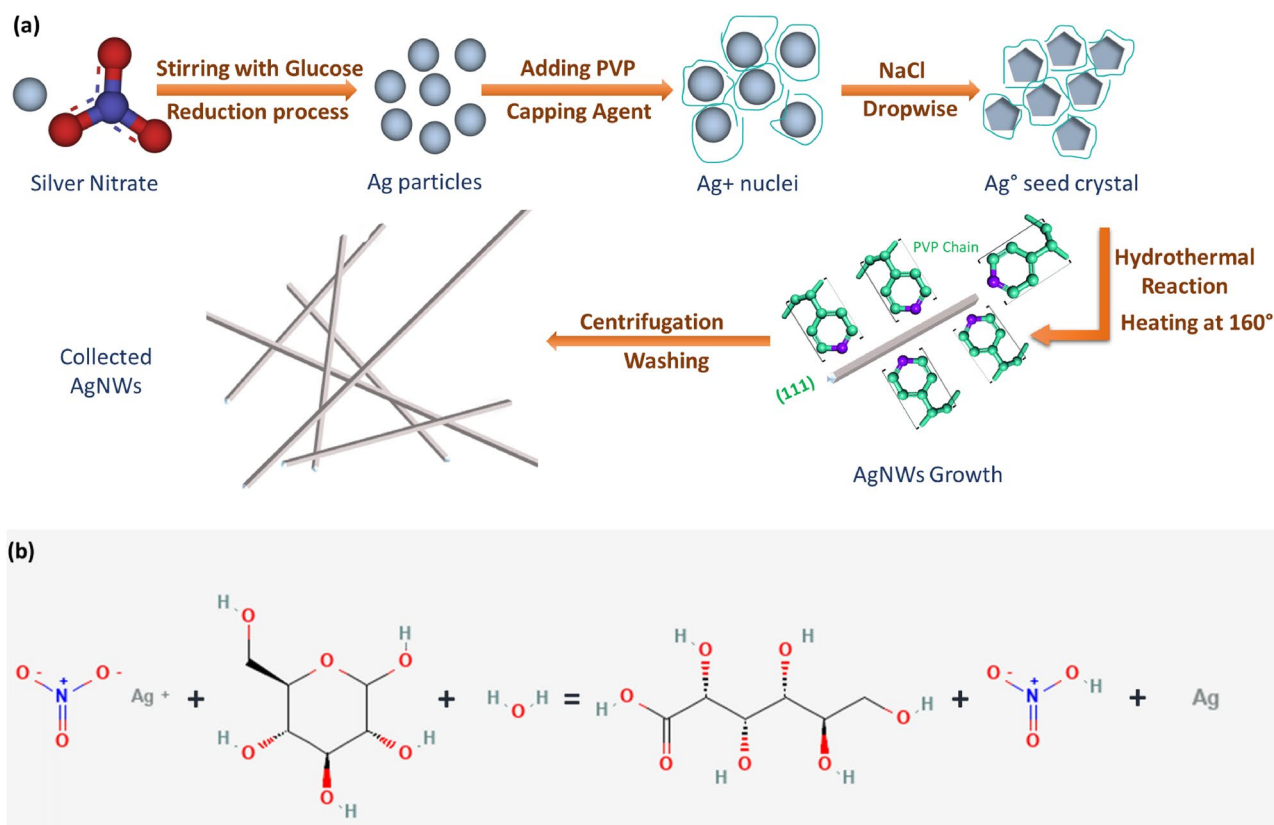 (a)
Stirring with Glucose
Reduction process
Adding PVP
Capping Agent
NaCl
Dropwise
Silver Nitrate
Ag particles
Ag+ nuclei
Ag° seed crystal
PVP Chain
Hydrothermal
Reaction
Heating at 160°
Centrifugation
Washing
Collected
AgNWs
(111)
AgNWs Growth
(b)
H
O
H
O
H
H
O
H
O
O
O -
N
+
O -
Ag +
+
O
O
+
H
O
H
=
H
O
O
+
O
N
+
O
H
+
Ag
O
H
O
O
H
O
H
O
H
O
H
O
H
O
H
O
H
- O
O
H